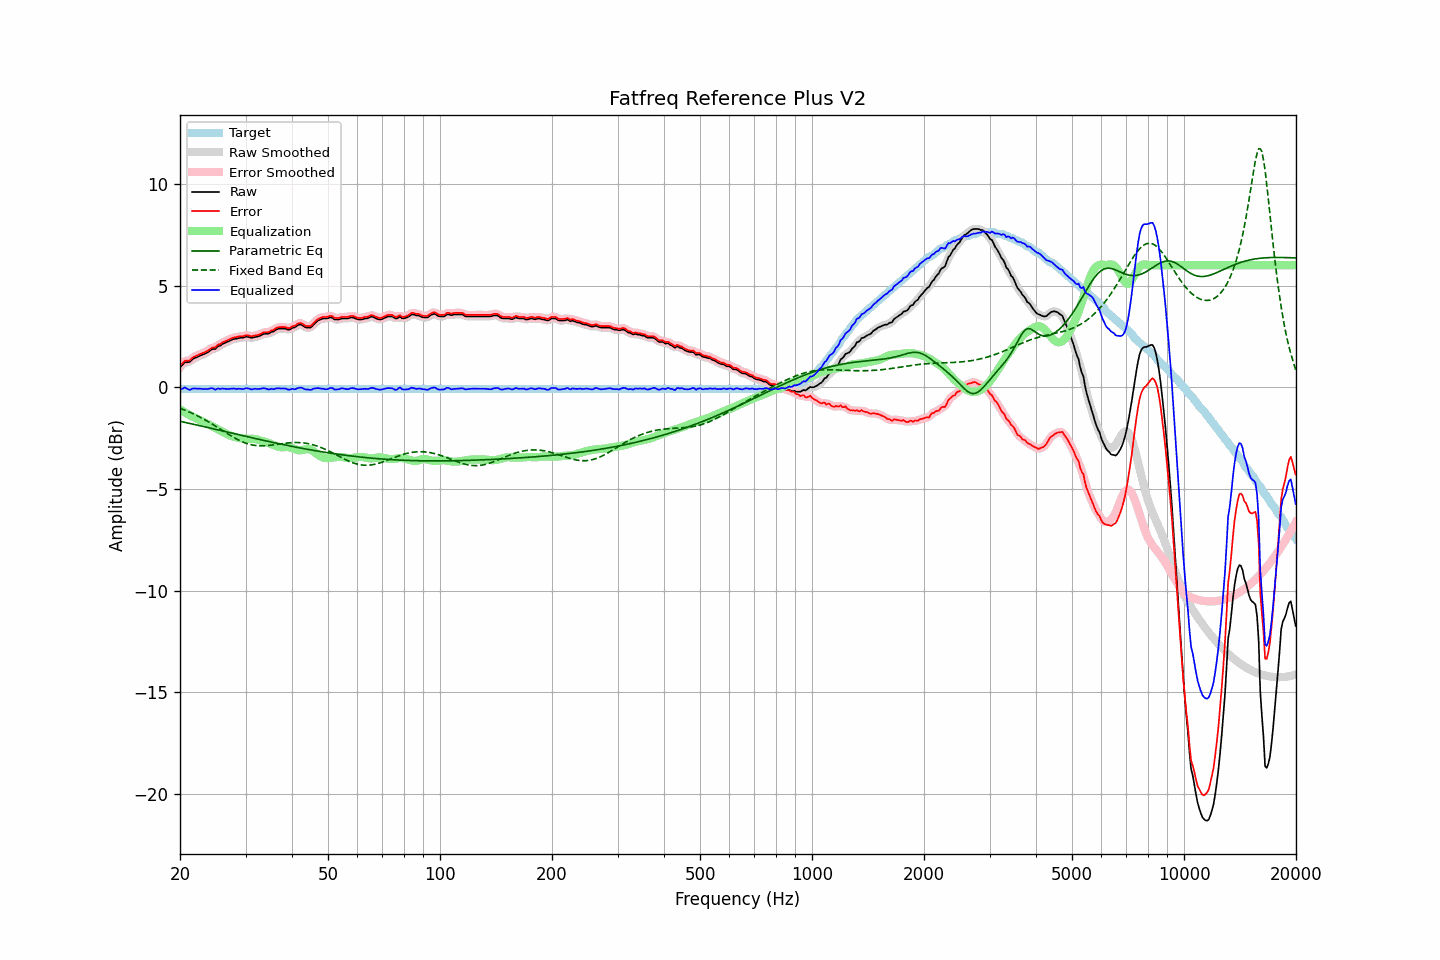 Fatfreq Reference Plus V2
Target
Raw Smoothed
Error Smoothed
Raw
Error
Equalization
Parametric Eq
Fixed Band Eq
Equalized
Amplitude (dBr)
10
5
0
−5
−10
−15
−20
20 50 100 200 500 1000 2000 5000 10000 20000
Frequency (Hz)